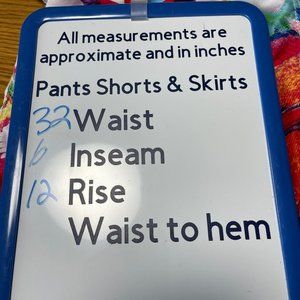 All measurements are
approximate and in inches
Pants Shorts & Skirts
32 Waist
6 Inseam
12 Rise
Waist to hem